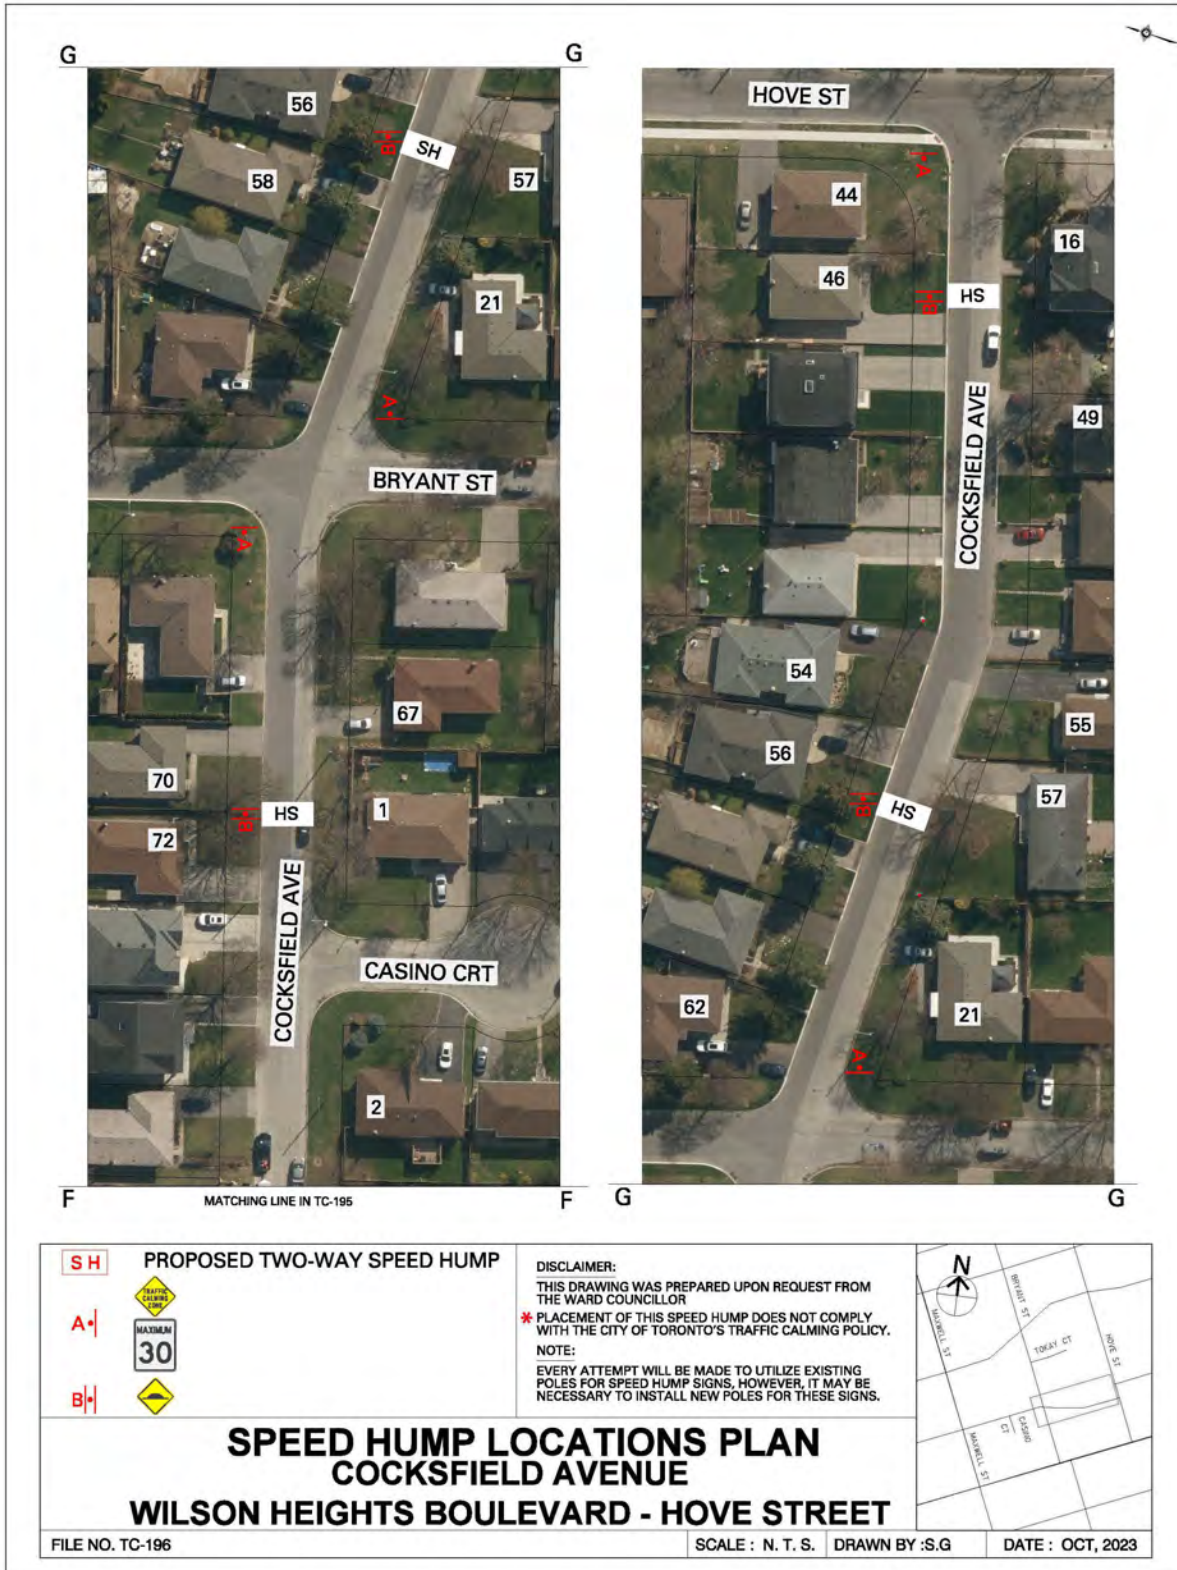 G
G
56
SH
B
58
57
21
A
BRYANT ST
A
67
70
1
B
HS
72
COCKSFIELD AVE
CASINO CRT
2
F
MATCHING LINE IN TC-195
F
HOVE ST
A
44
16
46
B
HS
COCKSFIELD AVE
49
54
55
56
57
B
HS
62
21
A
G
G
S H
PROPOSED TWO-WAY SPEED HUMP
TRAFFIC
CALMING
ZONE
A
MAXIMUM
30
B
DISCLAIMER:
THIS DRAWING WAS PREPARED UPON REQUEST FROM
THE WARD COUNCILLOR
* PLACEMENT OF THIS SPEED HUMP DOES NOT COMPLY
WITH THE CITY OF TORONTO'S TRAFFIC CALMING POLICY.
NOTE:
EVERY ATTEMPT WILL BE MADE TO UTILIZE EXISTING
POLES FOR SPEED HUMP SIGNS, HOWEVER, IT MAY BE
NECESSARY TO INSTALL NEW POLES FOR THESE SIGNS.
N
MAXWELL ST
BRYANT ST
TOKAY CT
HOVE ST
CASINO
CT
MAXWELL ST
SPEED HUMP LOCATIONS PLAN
COCKSFIELD AVENUE
WILSON HEIGHTS BOULEVARD - HOVE STREET
FILE NO. TC-196
SCALE : N. T. S.
DRAWN BY :S.G
DATE : OCT, 2023